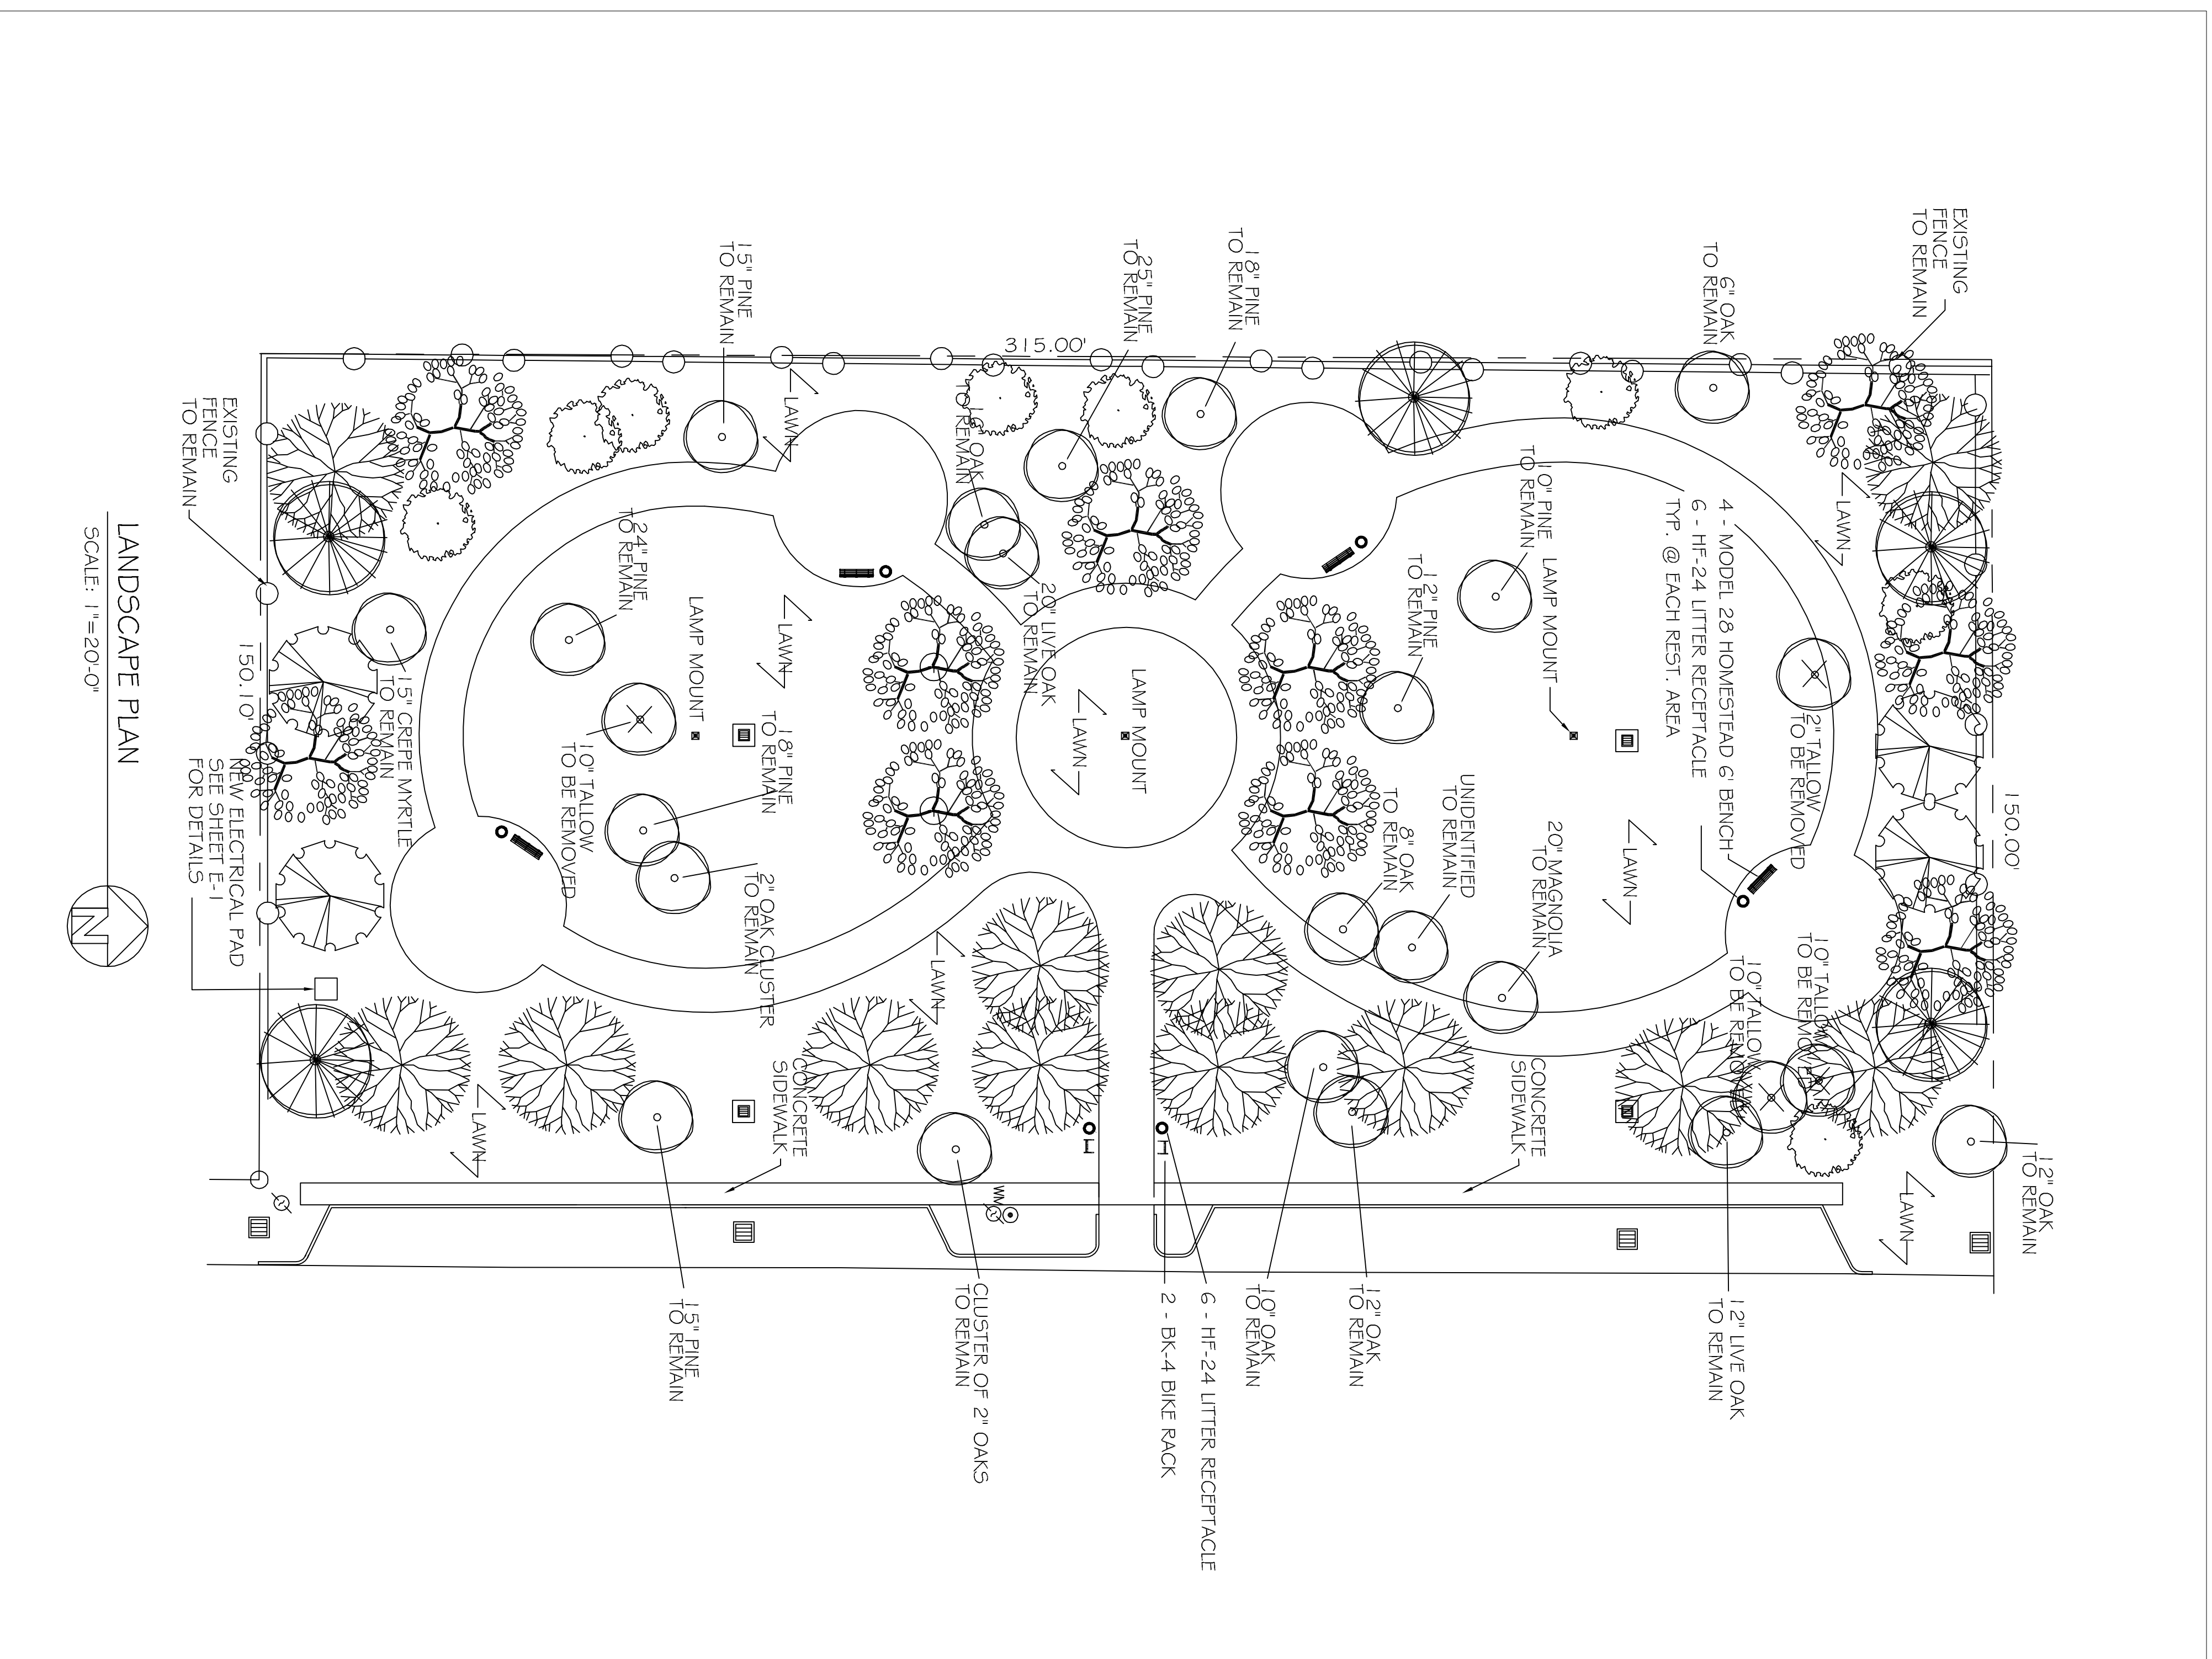 EXISTING
FENCE
TO REMAIN
6" OAK
TO REMAIN
18" PINE
TO REMAIN
25" PINE
TO REMAIN
15" PINE
TO REMAIN
315.00'
EXISTING
FENCE
TO REMAIN
LAWN
16" OAK
TO REMAIN
10" PINE
TO REMAIN
LAMP MOUNT
4 - MODEL 28 HOMESTEAD 6' BENCH
6 - HF-24 LITTER RECEPTACLE
TYP. @ EACH REST. AREA
LAWN
24" PINE
TO REMAIN
LAMP MOUNT
LAWN
20" LIVE OAK
TO REMAIN
12" PINE
TO REMAIN
LAMP MOUNT
LAWN
15" CREPE MYRTLE
TO REMAIN
150.10'
10" TALLOW
TO BE REMOVED
18" PINE
TO REMAIN
2" TALLOW
TO BE REMOVED
150.00'
NEW ELECTRICAL PAD
SEE SHEET E-1
FOR DETAILS
2" OAK CLUSTER
TO REMAIN
8" OAK
TO REMAIN
UNIDENTIFIED
TO REMAIN
20" MAGNOLIA
TO REMAIN
LAWN
10" TALLOW
TO BE REMOVED
10" TALLOW
TO BE REMOVED
LAWN
LAWN
CONCRETE
SIDEWALK
CONCRETE
SIDEWALK
12" OAK
TO REMAIN
LAWN
WM
15" PINE
TO REMAIN
CLUSTER OF 2" OAKS
TO REMAIN
2 - BK-4 BIKE RACK
6 - HF-24 LITTER RECEPTACLE
10" OAK
TO REMAIN
12" OAK
TO REMAIN
12" LIVE OAK
TO REMAIN
LANDSCAPE PLAN
SCALE: 1"=20'-0"
N